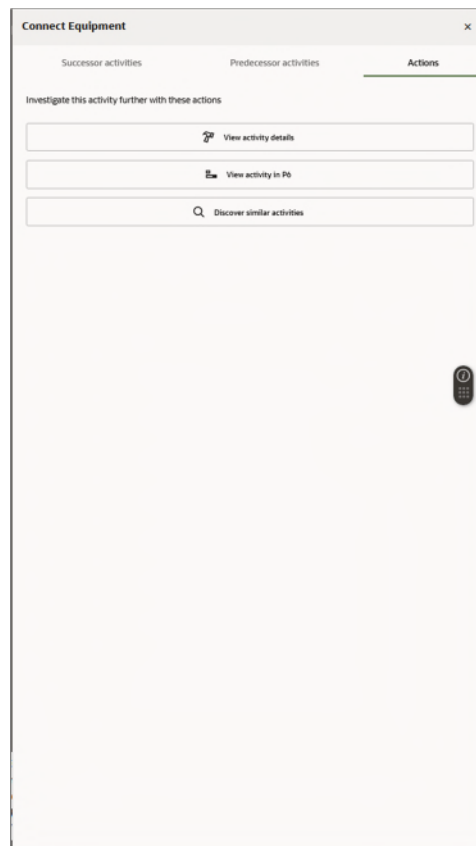 Connect Equipment ×
Successor activities Predecessor activities Actions
Investigate this activity further with these actions
View activity details
View activity in P6
Discover similar activities